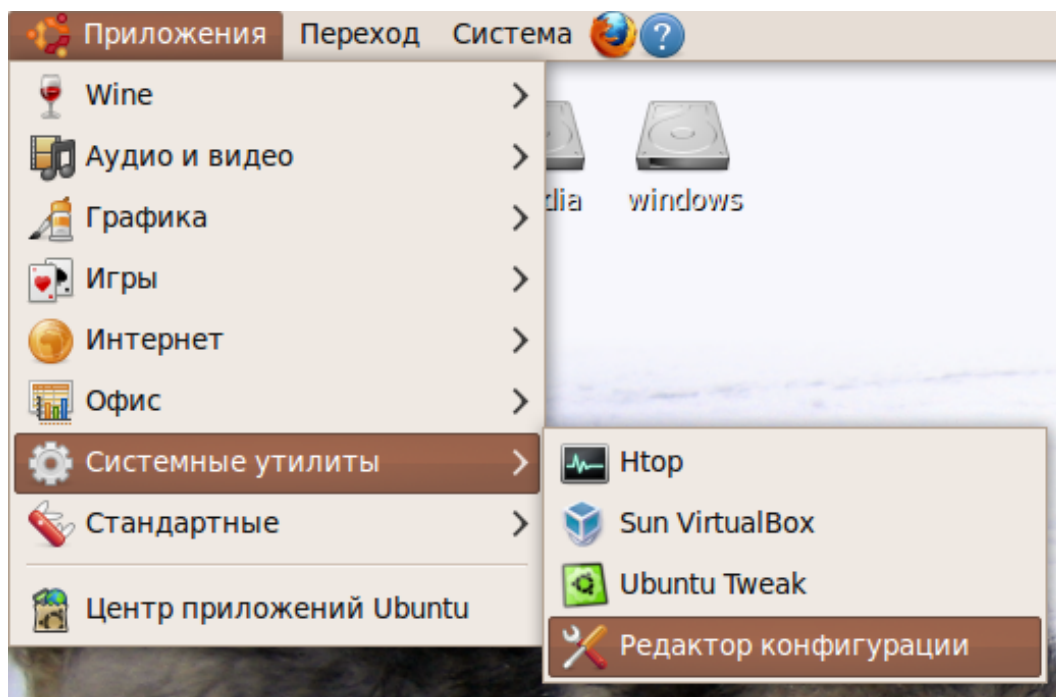 Приложения Переход Система
Wine
Аудио и видео
dia windows
Графика
Игры
Интернет
Офис
Системные утилиты
Стандартные
Центр приложений Ubuntu
Htop
Sun VirtualBox
Ubuntu Tweak
Редактор конфигурации